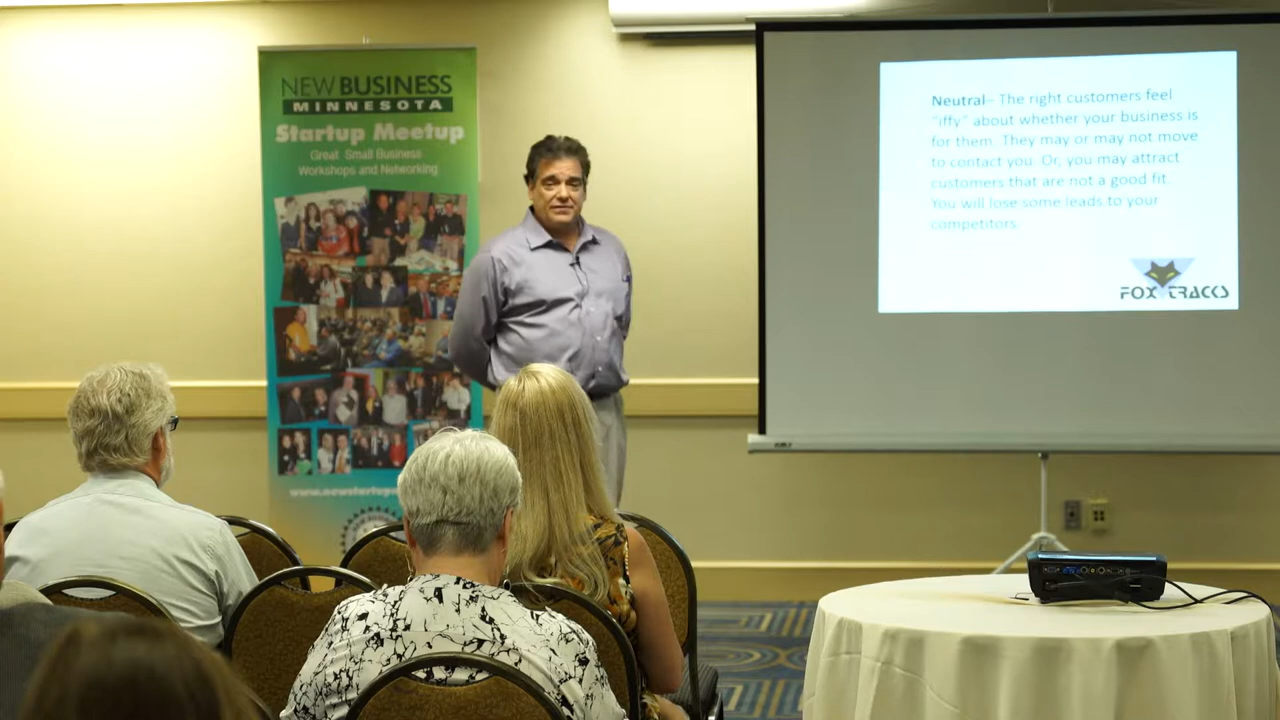 NEW BUSINESS
MINNESOTA
Startup Meetup
Great Small Business
Workshops and Networking
Neutral– The right customers feel
"iffy" about whether your business is
for them. They may or may not move
to contact you. Or, you may attract
customers that are not a good fit.
You will lose some leads to your
competitors.
FOX TRACKS